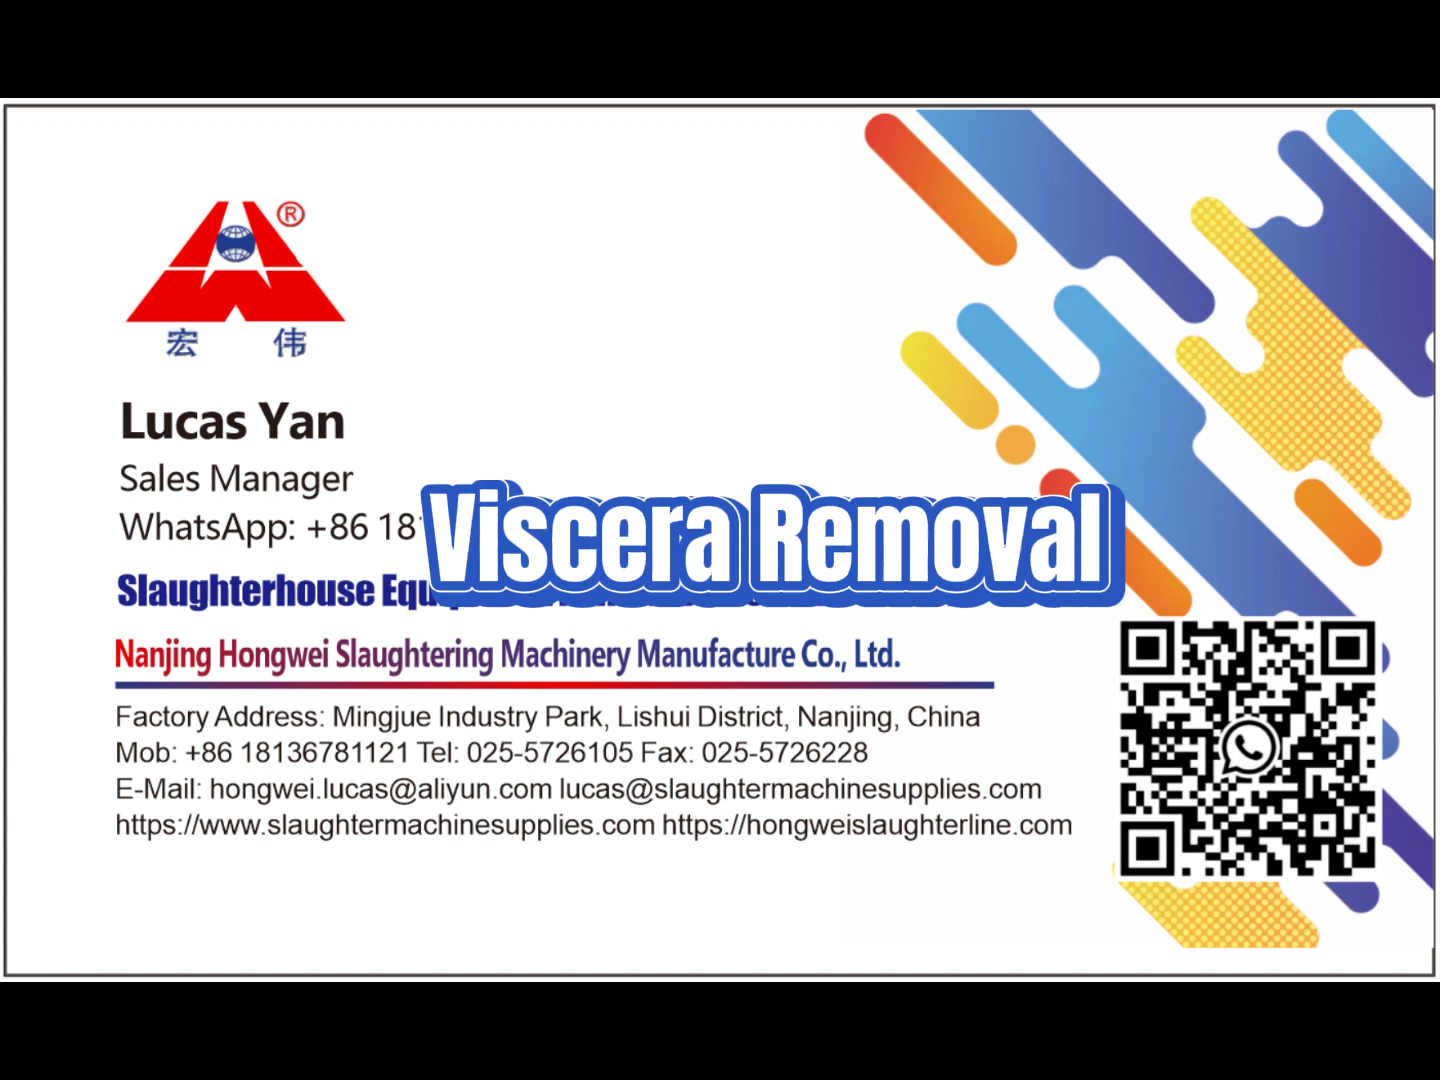 ®
宏 伟
Lucas Yan
Sales Manager
WhatsApp: +86 18
Viscera Removal
Slaughterhouse
Nanjing Hongwei Slaughtering Machinery Manufacture Co., Ltd.
Factory Address: Mingjue Industry Park, Lishui District, Nanjing, China
Mob: +86 18136781121 Tel: 025-5726105 Fax: 025-5726228
E-Mail: hongwei.lucas@aliyun.com lucas@slaughtermachinesupplies.com
https://www.slaughtermachinesupplies.com https://hongweislaughterline.com